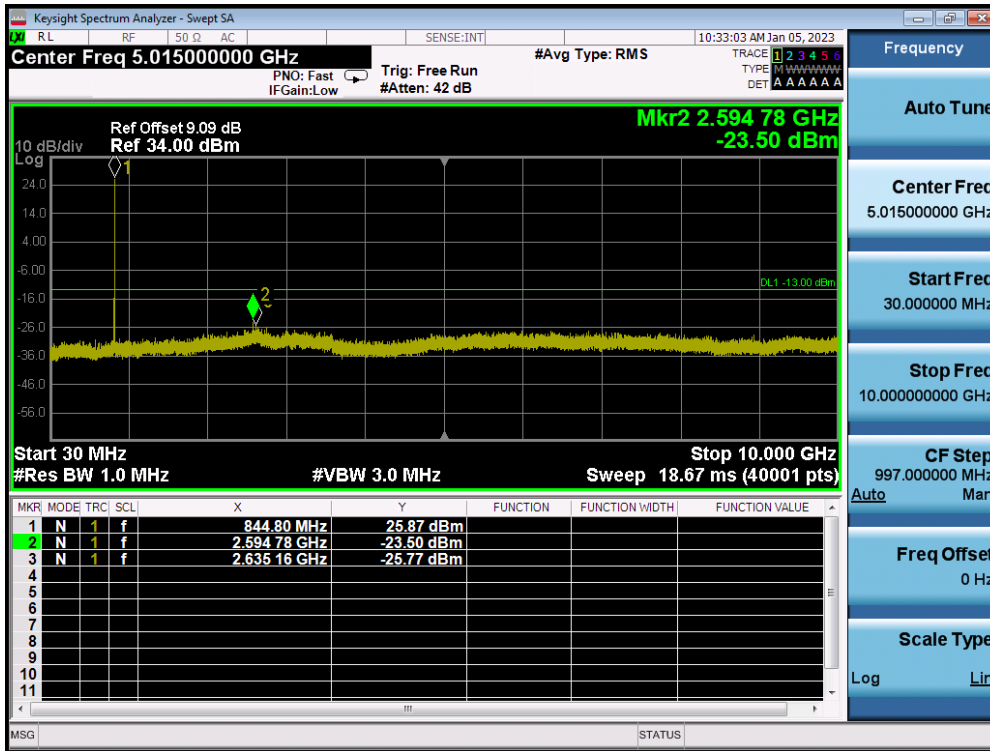 Keysight Spectrum Analyzer - Swept SA
LXI RL RF 50 Ω AC SENSE:INT 10:33:03 AM Jan 05, 2023
Center Freq 5.015000000 GHz
PNO: Fast
IFGain:Low
Trig: Free Run
#Atten: 42 dB
#Avg Type: RMS
TRACE 1 2 3 4 5 6
TYPE M W W W W W
DET A A A A A A
Ref Offset 9.09 dB
Ref 34.00 dBm
10 dB/div
Log
Mkr2 2.594 78 GHz
-23.50 dBm
1
24.0
14.0
4.00
-6.00
DL1 -13.00 dBm
2
-16.0
-26.0
-36.0
-46.0
-56.0
Start 30 MHz Stop 10.000 GHz
#Res BW 1.0 MHz #VBW 3.0 MHz Sweep 18.67 ms (40001 pts)
MKR MODE TRC SCL X Y FUNCTION FUNCTION WIDTH FUNCTION VALUE
1 N 1 f 844.80 MHz 25.87 dBm
2 N 1 f 2.594 78 GHz -23.50 dBm
3 N 1 f 2.635 16 GHz -25.77 dBm
4
5
6
7
8
9
10
11
MSG STATUS
Frequency
Auto Tune
Center Freq
5.015000000 GHz
Start Freq
30.000000 MHz
Stop Freq
10.000000000 GHz
CF Step
997.000000 MHz
Auto Man
Freq Offset
0 Hz
Scale Type
Log Lin